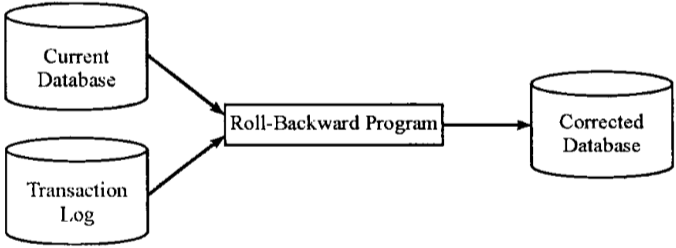 Current
Database
Roll-Backward Program
Corrected
Database
Transaction
Log